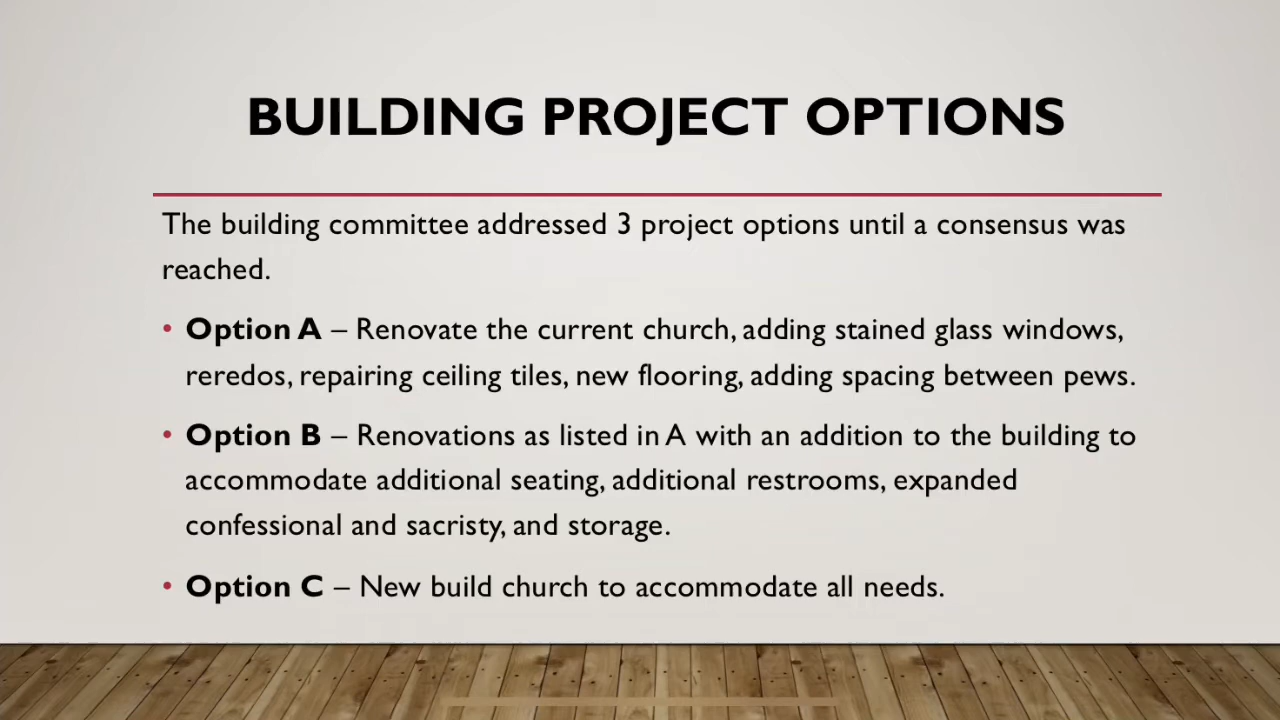 BUILDING PROJECT OPTIONS
The building committee addressed 3 project options until a consensus was
reached.
• Option A – Renovate the current church, adding stained glass windows,
reredos, repairing ceiling tiles, new flooring, adding spacing between pews.
• Option B – Renovations as listed in A with an addition to the building to
accommodate additional seating, additional restrooms, expanded
confessional and sacristy, and storage.
• Option C – New build church to accommodate all needs.